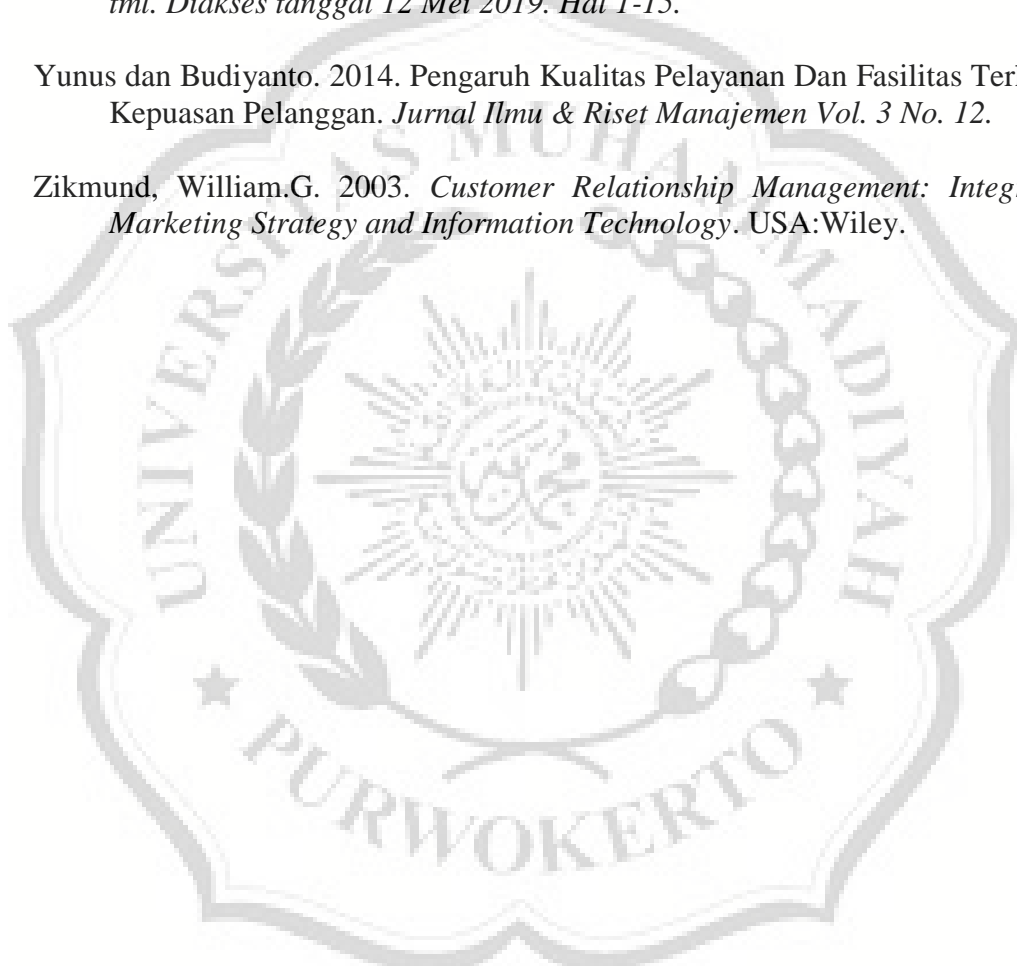 tml. Diakses tanggal 12 Mei 2019. Hal 1-15.
Yunus dan Budiyanto. 2014. Pengaruh Kualitas Pelayanan Dan Fasilitas
Kepuasan Pelanggan. Jurnal Ilmu & Riset Manajemen Vol. 3 No. 12.
Zikmund, William.G. 2003. Customer Relationship Management:
Marketing Strategy and Information Technology. USA:Wiley.
UNIVERSITAS MUHAMMADIYAH
PURWOKERTO